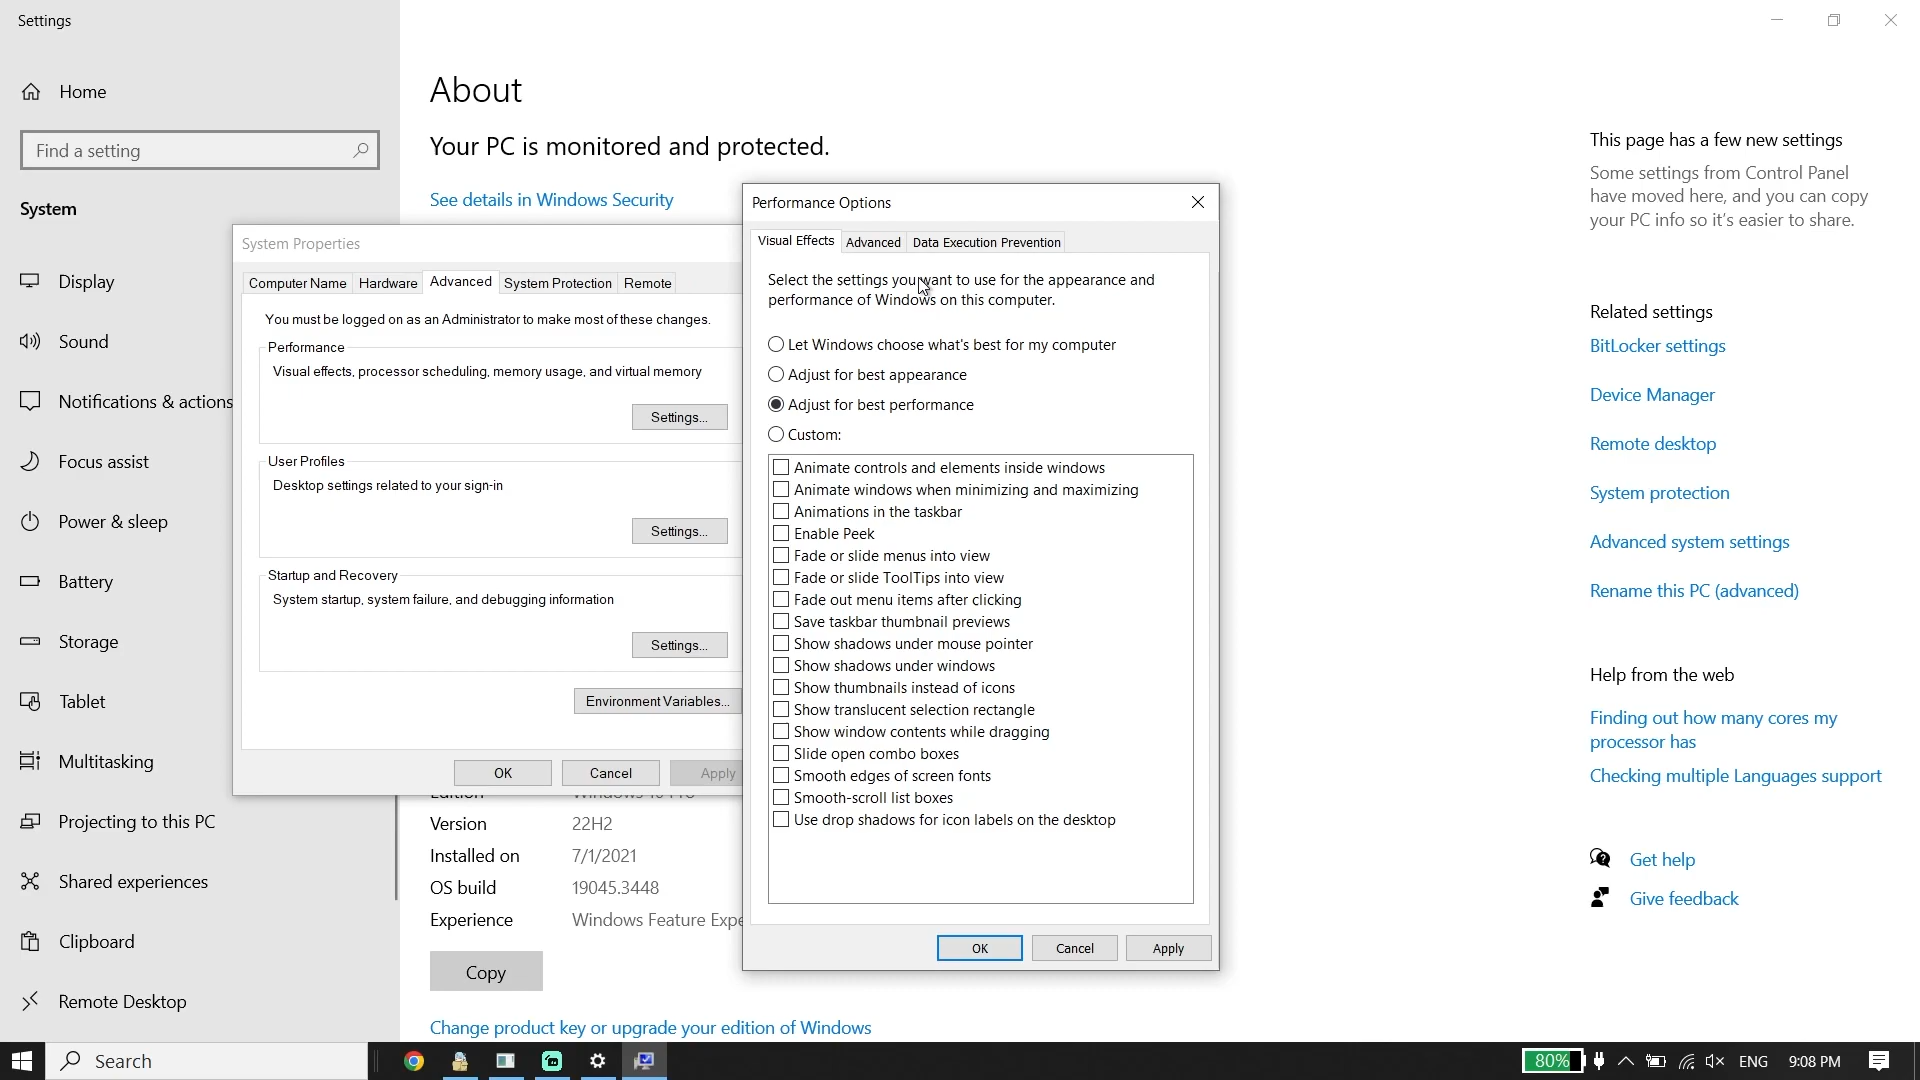 Settings
Home
Find a setting
System
Display
Sound
Notifications & actions
Focus assist
Power & sleep
Battery
Storage
Tablet
Multitasking
Projecting to this PC
Shared experiences
Clipboard
Remote Desktop
About
Your PC is monitored and protected.
See details in Windows Security
System Properties
Computer Name
Hardware
Advanced
System Protection
Remote
You must be logged on as an Administrator to make most of these changes.
Performance
Visual effects, processor scheduling, memory usage, and virtual memory
Settings...
User Profiles
Desktop settings related to your sign-in
Settings...
Startup and Recovery
System startup, system failure, and debugging information
Settings...
Environment Variables...
OK
Cancel
Apply
Version 22H2
Installed on 7/1/2021
OS build 19045.3448
Experience Windows Feature Expe
Copy
Change product key or upgrade your edition of Windows
Performance Options
Visual Effects
Advanced
Data Execution Prevention
Select the settings you want to use for the appearance and
performance of Windows on this computer.
Let Windows choose what's best for my computer
Adjust for best appearance
Adjust for best performance
Custom:
Animate controls and elements inside windows
Animate windows when minimizing and maximizing
Animations in the taskbar
Enable Peek
Fade or slide menus into view
Fade or slide ToolTips into view
Fade out menu items after clicking
Save taskbar thumbnail previews
Show shadows under mouse pointer
Show shadows under windows
Show thumbnails instead of icons
Show translucent selection rectangle
Show window contents while dragging
Slide open combo boxes
Smooth edges of screen fonts
Smooth-scroll list boxes
Use drop shadows for icon labels on the desktop
OK
Cancel
Apply
This page has a few new settings
Some settings from Control Panel
have moved here, and you can copy
your PC info so it's easier to share.
Related settings
BitLocker settings
Device Manager
Remote desktop
System protection
Advanced system settings
Rename this PC (advanced)
Help from the web
Finding out how many cores my
processor has
Checking multiple Languages support
Get help
Give feedback
Search
80%
ENG
9:08 PM